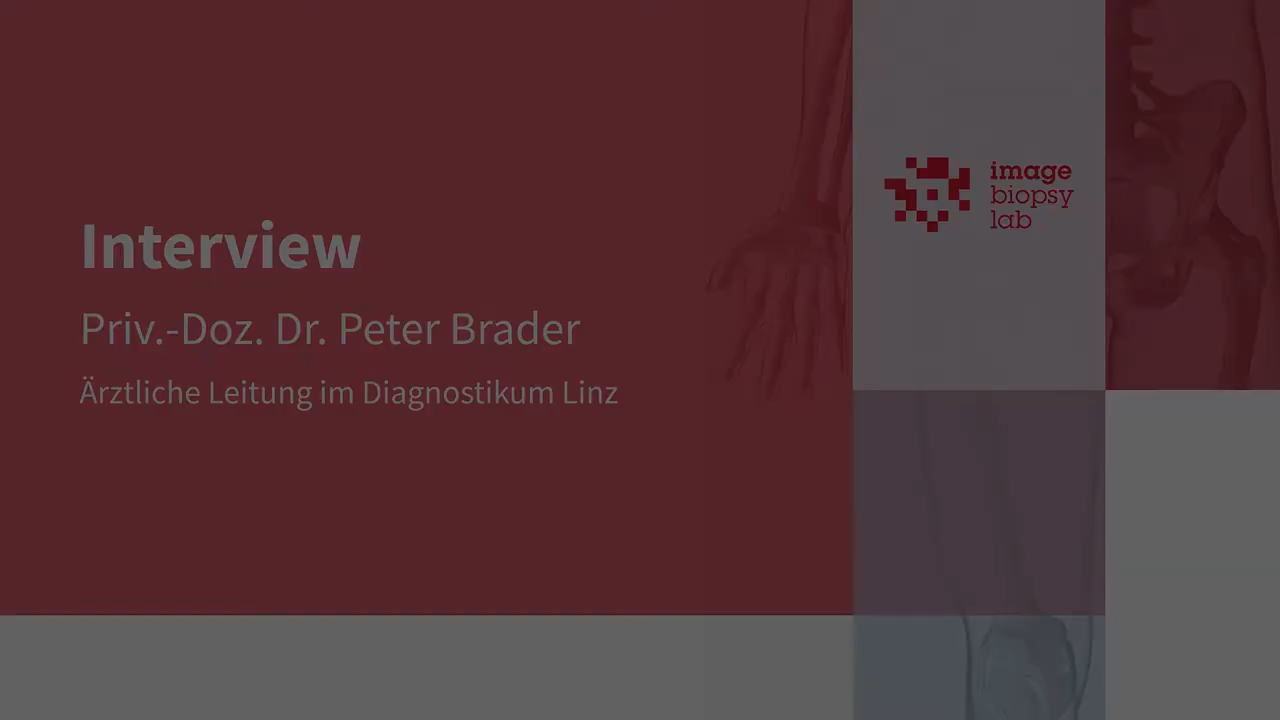 Interview
Priv.-Doz. Dr. Peter Brader
Ärztliche Leitung im Diagnostikum Linz
image
biopsy
lab